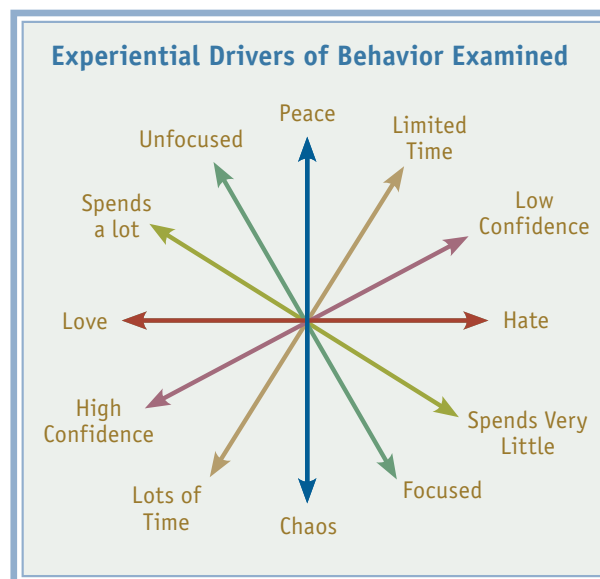 Experiential Drivers of Behavior Examined
Peace
Limited
Time
Unfocused
Low
Confidence
Spends
a lot
Love
Hate
High
Confidence
Spends Very
Little
Lots of
Time
Focused
Chaos